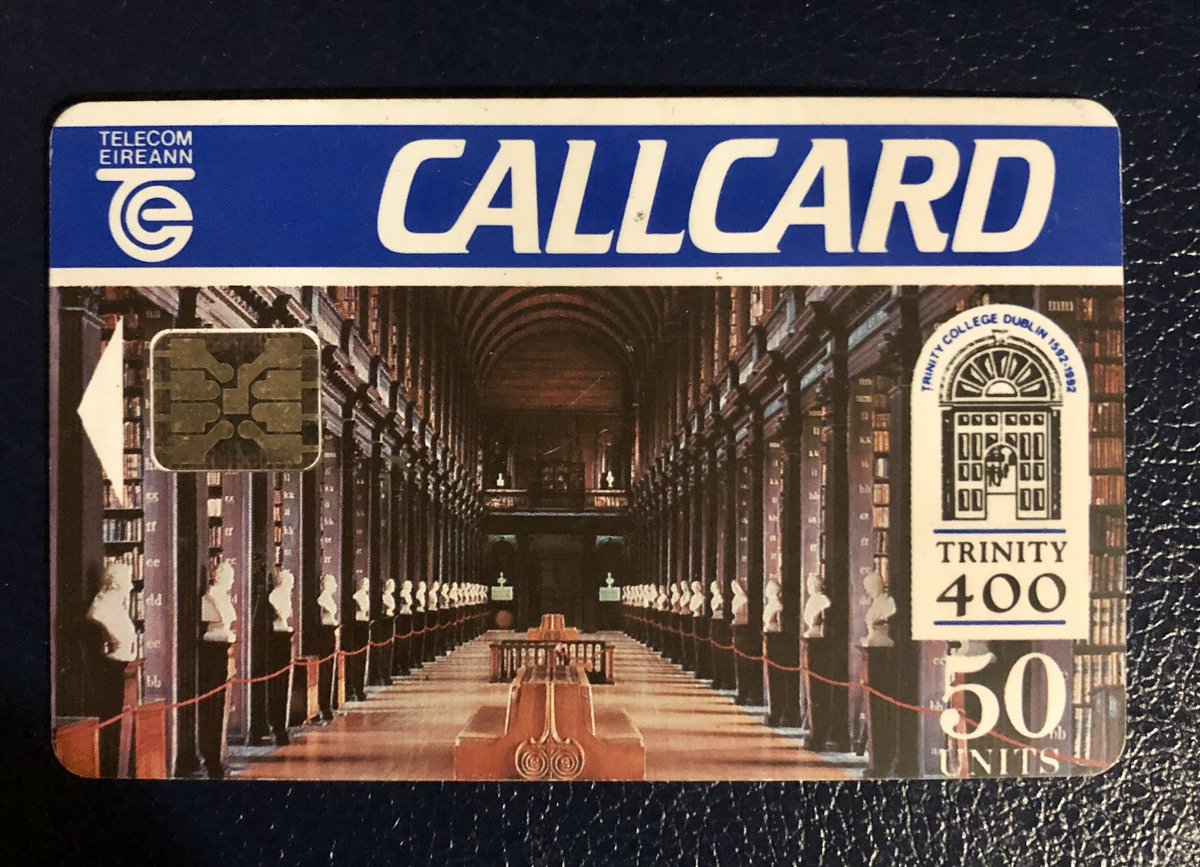 TELECOM
EIREANN
CALLCARD
TRINITY COLLEGE DUBLIN 1592-1992
TRINITY
400
50
UNITS